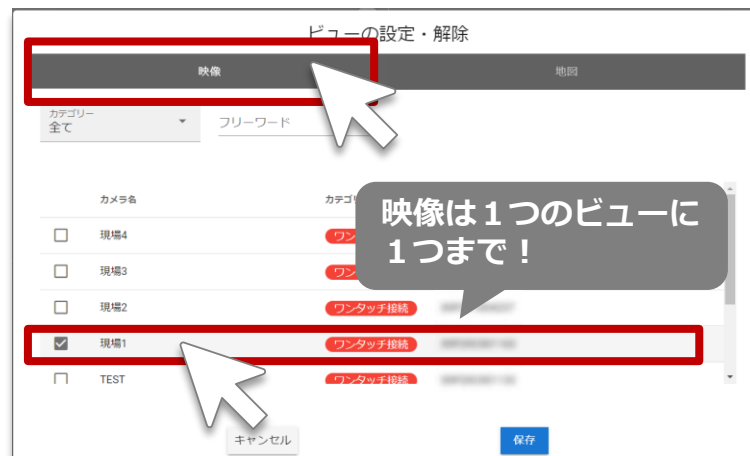 ビューの設定・解除
映像
地図
カテゴリー
全て
フリーワード
カメラ名
カテゴリ
映像は１つのビューに
１つまで！
現場4
ワン
現場3
ワン
現場2
ワンタッチ接続
現場1
ワンタッチ接続
TEST
ワンタッチ接続
キャンセル
保存